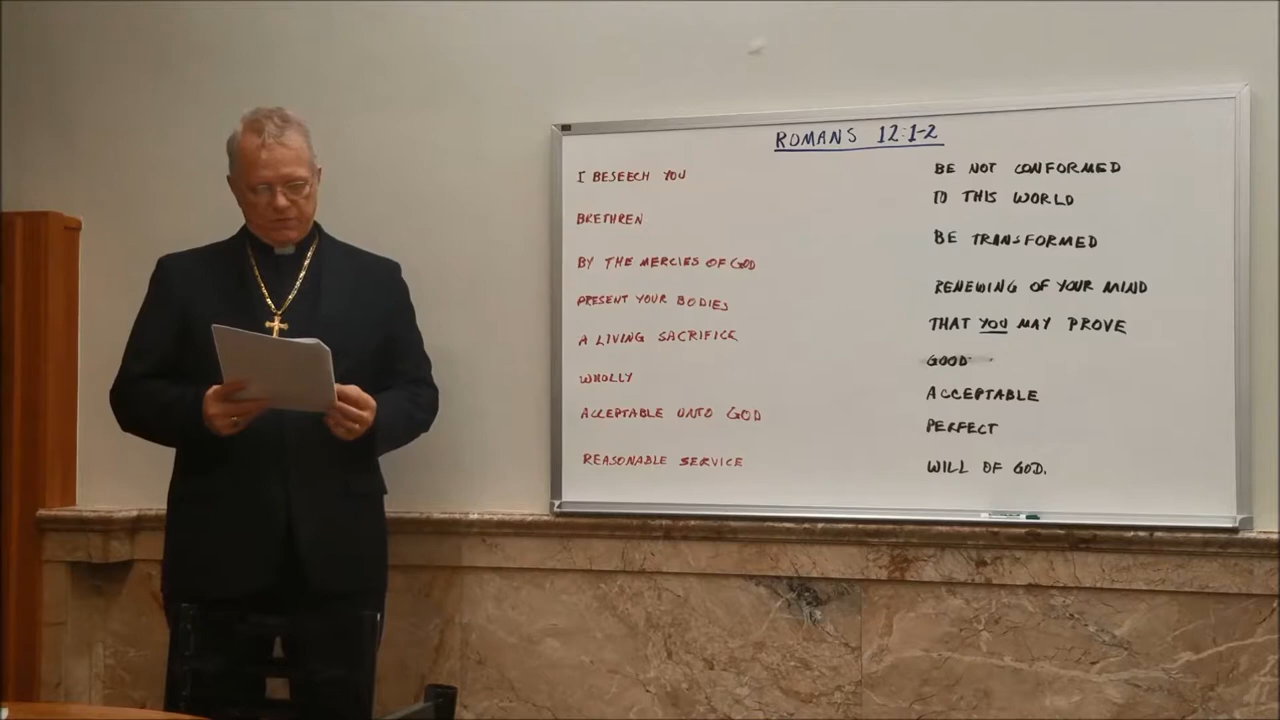 ROMANS 12:1-2
I BESEECH YOU
BRETHREN
BY THE MERCIES OF GOD
PRESENT YOUR BODIES
A LIVING SACRIFICE
WHOLLY
ACCEPTABLE UNTO GOD
REASONABLE SERVICE
BE NOT CONFORMED
TO THIS WORLD
BE TRANSFORMED
RENEWING OF YOUR MIND
THAT YOU MAY PROVE
GOOD
ACCEPTABLE
PERFECT
WILL OF GOD.